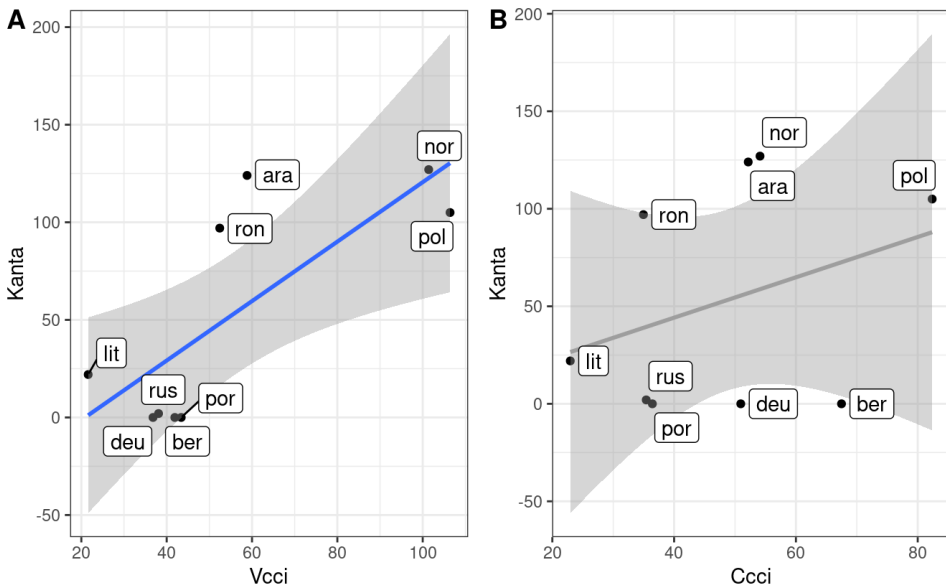 A
200
150
100
50
0
-50
Kanta
nor
ara
ron
pol
lit
rus
por
deu
ber
20
40
60
80
100
Vcci
B
200
150
100
50
0
-50
Kanta
nor
ara
pol
ron
lit
rus
por
deu
ber
20
40
60
80
Ccci